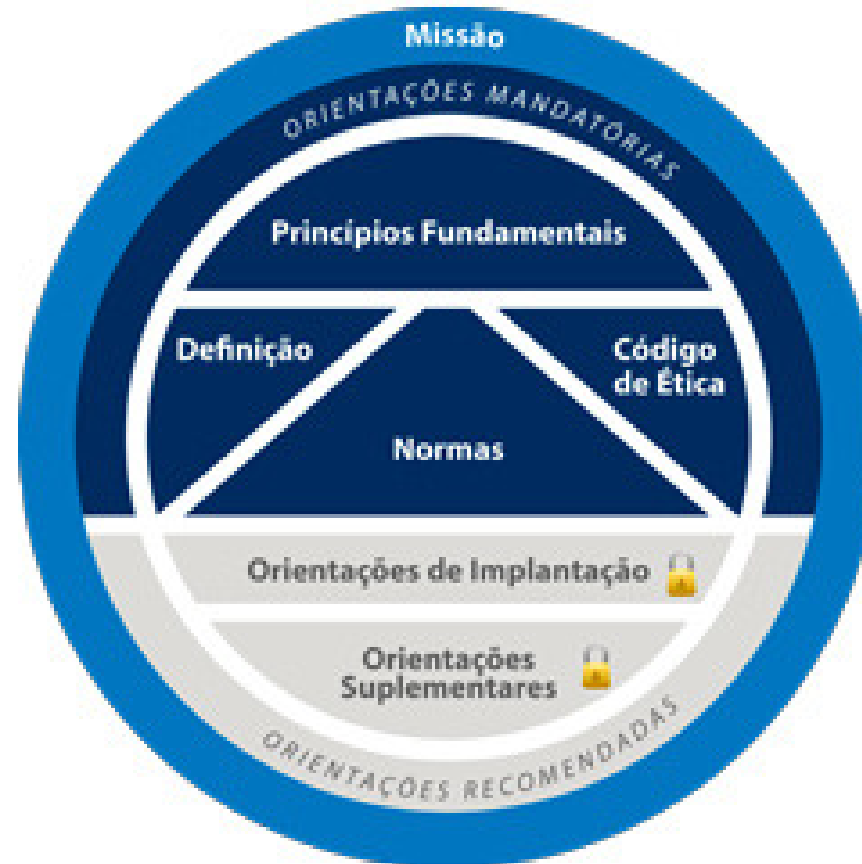 Missão
ORIENTAÇÕES MANDATÓRIAS
Princípios Fundamentais
Definição
Código
de Ética
Normas
Orientações de Implantação
Orientações
Suplementares
ORIENTAÇÕES RECOMENDADAS